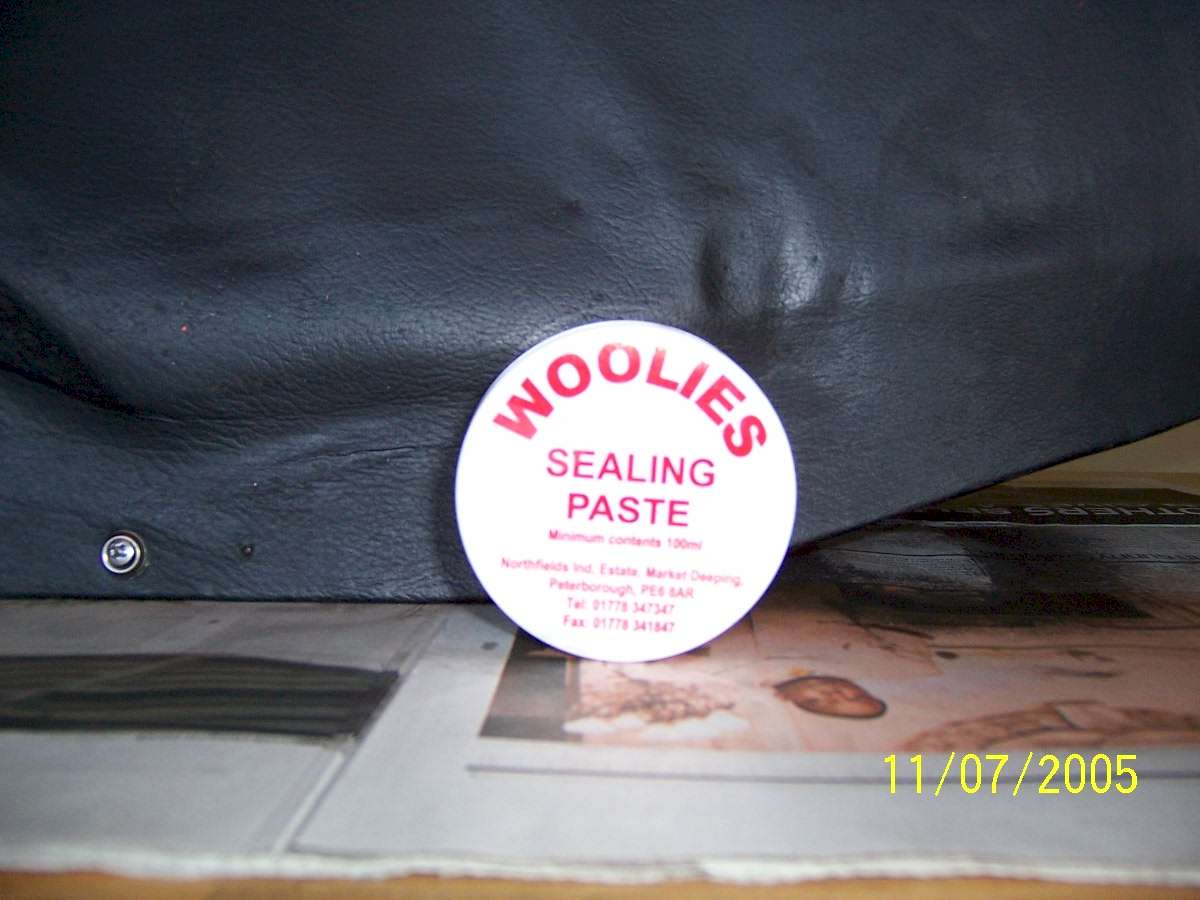 WOOLIES
SEALING
PASTE
Minimum contents 100ml
Northfields Ind. Estate, Market Deeping,
Peterborough, PE6 8AR
Tel: 01778 347347
Fax: 01778 341847
OTHERS
11/07/2005